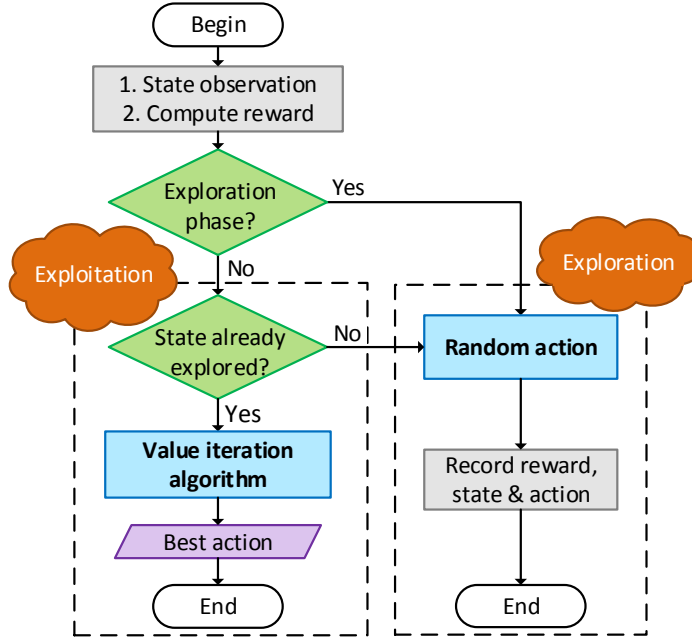 Begin
1. State observation
2. Compute reward
Exploration
phase?
Yes
No
Exploitation
Exploration
State already
explored?
No
Yes
Random action
Value iteration
algorithm
Record reward,
state & action
Best action
End
End